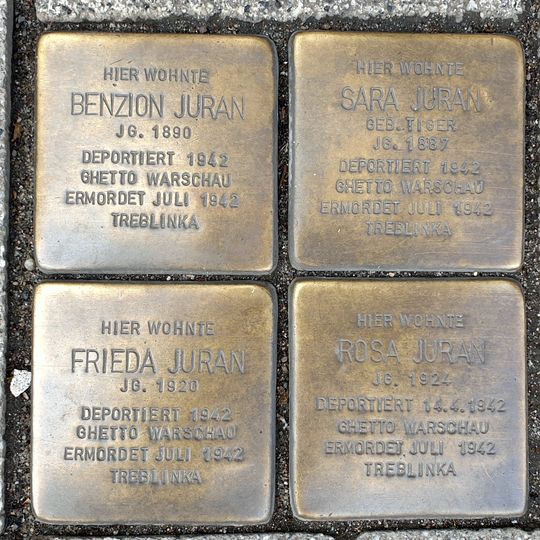 HIER WOHNTE
BENZION JURAN
JG. 1890
DEPORTIERT 1942
GHETTO WARSCHAU
ERMORDET JULI 1942
TREBLINKA
HIER WOHNTE
SARA JURAN
GEB. TIGER
JG. 1887
DEPORTIERT 1942
GHETTO WARSCHAU
ERMORDET JULI 1942
TREBLINKA
HIER WOHNTE
FRIEDA JURAN
JG. 1920
DEPORTIERT 1942
GHETTO WARSCHAU
ERMORDET JULI 1942
TREBLINKA
HIER WOHNTE
ROSA JURAN
JG. 1924
DEPORTIERT 14.4.1942
GHETTO WARSCHAU
ERMORDET JULI 1942
TREBLINKA